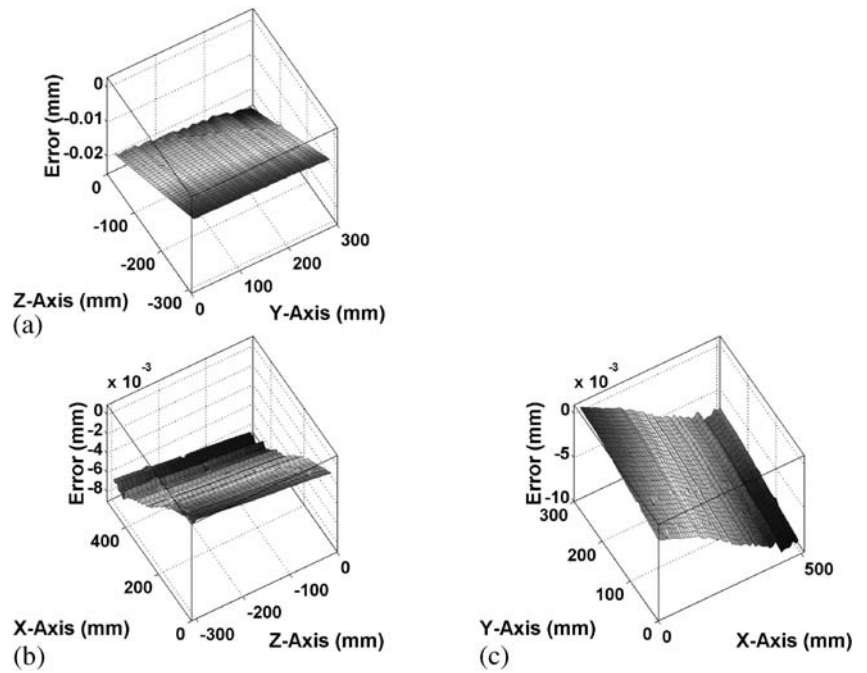 Error (mm)
0
-0.01
-0.02
0
-100
-200
-300
Z-Axis (mm)
0
100
200
300
Y-Axis (mm)
(a)
x 10-3
Error (mm)
0
-2
-4
-6
-8
400
200
0
X-Axis (mm)
-300
-200
-100
0
Z-Axis (mm)
(b)
x 10-3
Error (mm)
0
-5
-10
300
200
100
0
Y-Axis (mm)
0
500
X-Axis (mm)
(c)